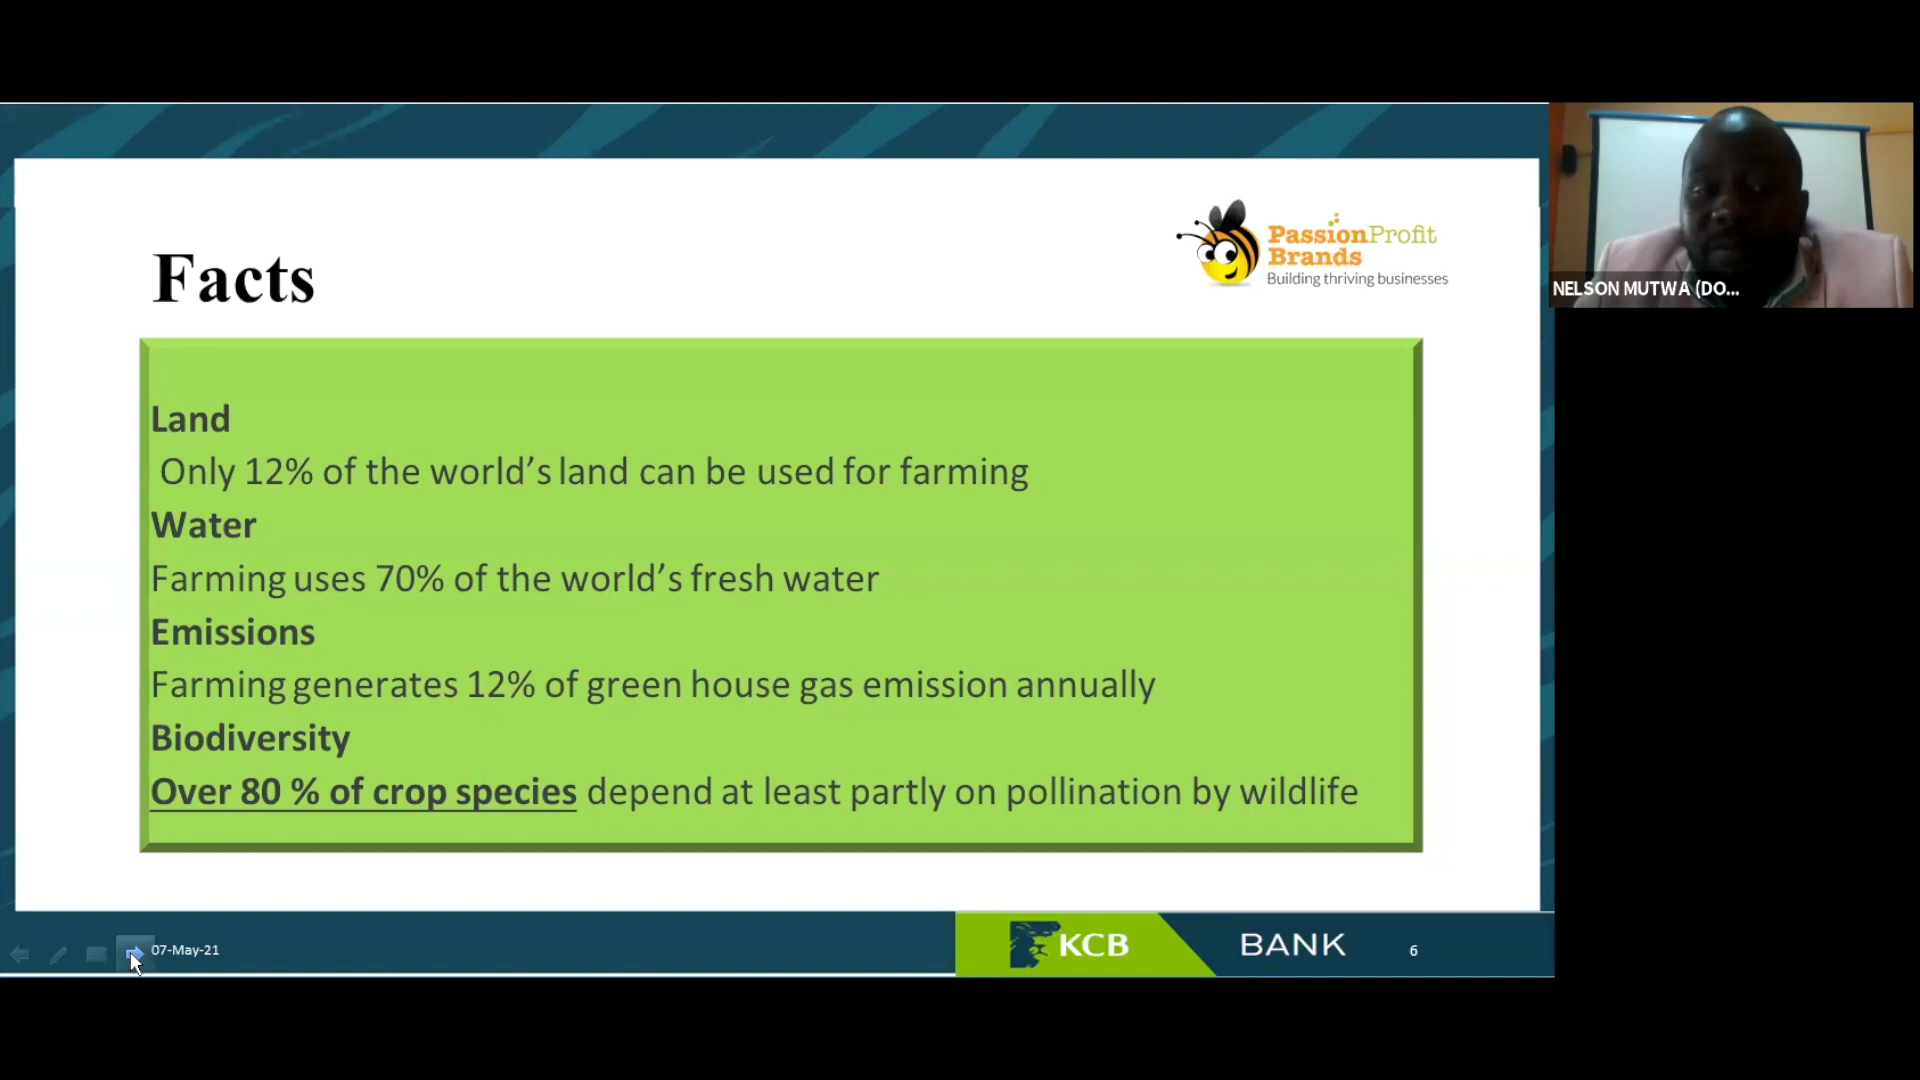 Facts
PassionProfit
Brands
Building thriving businesses
NELSON MUTWA (DO...
Land
Only 12% of the world’s land can be used for farming
Water
Farming uses 70% of the world’s fresh water
Emissions
Farming generates 12% of green house gas emission annually
Biodiversity
Over 80 % of crop species depend at least partly on pollination by wildlife
07-May-21
KCB BANK
6